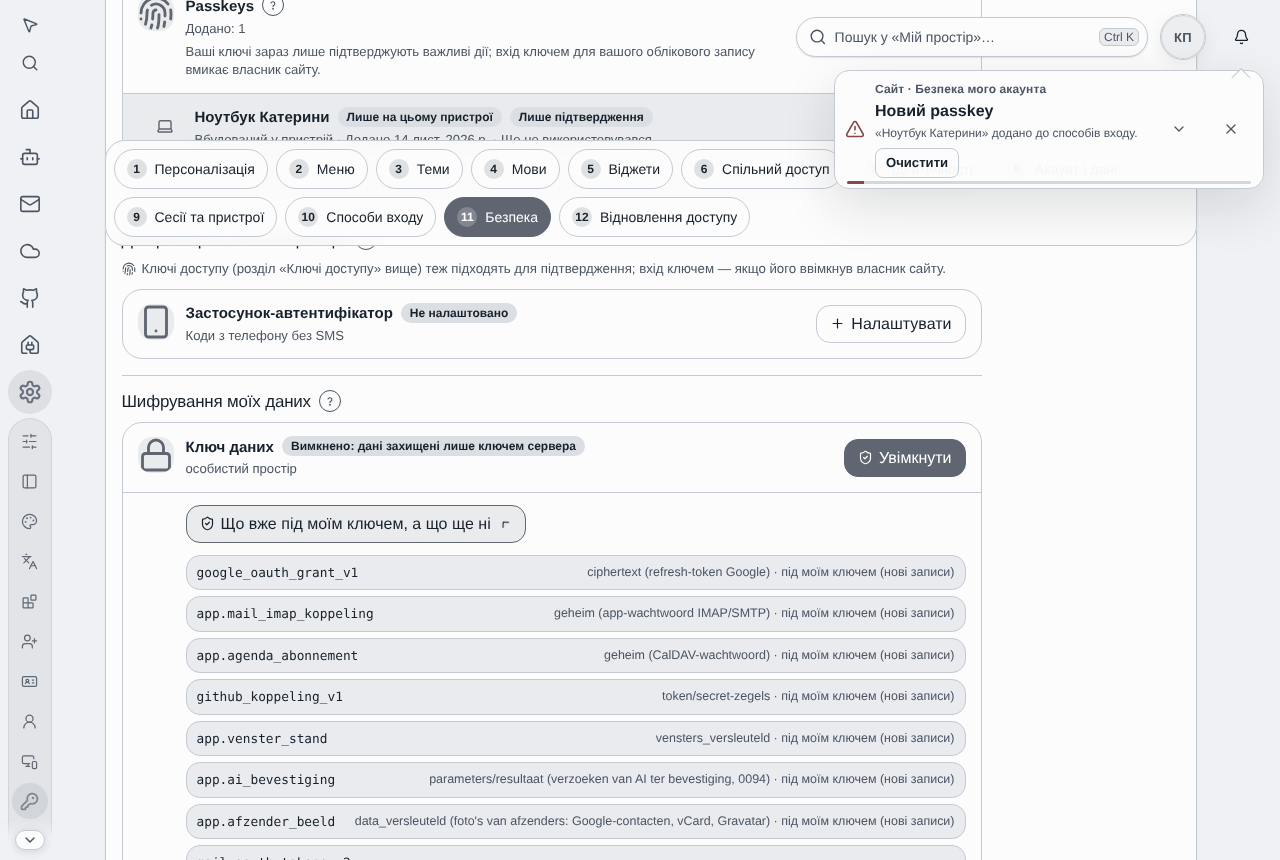 Passkeys ?
Додано: 1
Ваші ключі зараз лише підтверджують важливі дії; вхід ключем для вашого облікового запису
вмикає власник сайту.
Пошук у «Мій простір»… Ctrl K
КП
Сайт · Безпека мого акаунта
Новий passkey
«Ноутбук Катерини» додано до способів входу.
Очистити
Ноутбук Катерини Лише на цьому пристрої Лише підтвердження
Вбудований у пристрій · Додано 14 лист. 2026 р. · Ще не використовувався
1 Персоналізація 2 Меню 3 Теми 4 Мови 5 Віджети 6 Спільний доступ
9 Сесії та пристрої 10 Способи входу 11 Безпека 12 Відновлення доступу
Ключі доступу (розділ «Ключі доступу» вище) теж підходять для підтвердження; вхід ключем — якщо його ввімкнув власник сайту.
Застосунок-автентифікатор Не налаштовано
Коди з телефону без SMS
Налаштувати
Шифрування моїх даних ?
Ключ даних Вимкнено: дані захищені лише ключем сервера
особистий простір
Увімкнути
Що вже під моїм ключем, а що ще ні
google_oauth_grant_v1 ciphertext (refresh-token Google) · під моїм ключем (нові записи)
app.mail_imap_koppeling geheim (app-wachtwoord IMAP/SMTP) · під моїм ключем (нові записи)
app.agenda_abonnement geheim (CalDAV-wachtwoord) · під моїм ключем (нові записи)
github_koppeling_v1 token/secret-zegels · під моїм ключем (нові записи)
app.venster_stand vensters_versleuteld · під моїм ключем (нові записи)
app.ai_bevestiging parameters/resultaat (verzoeken van AI ter bevestiging, 0094) · під моїм ключем (нові записи)
app.afzender_beeld data_versleuteld (foto's van afzenders: Google-contacten, vCard, Gravatar) · під моїм ключем (нові записи)